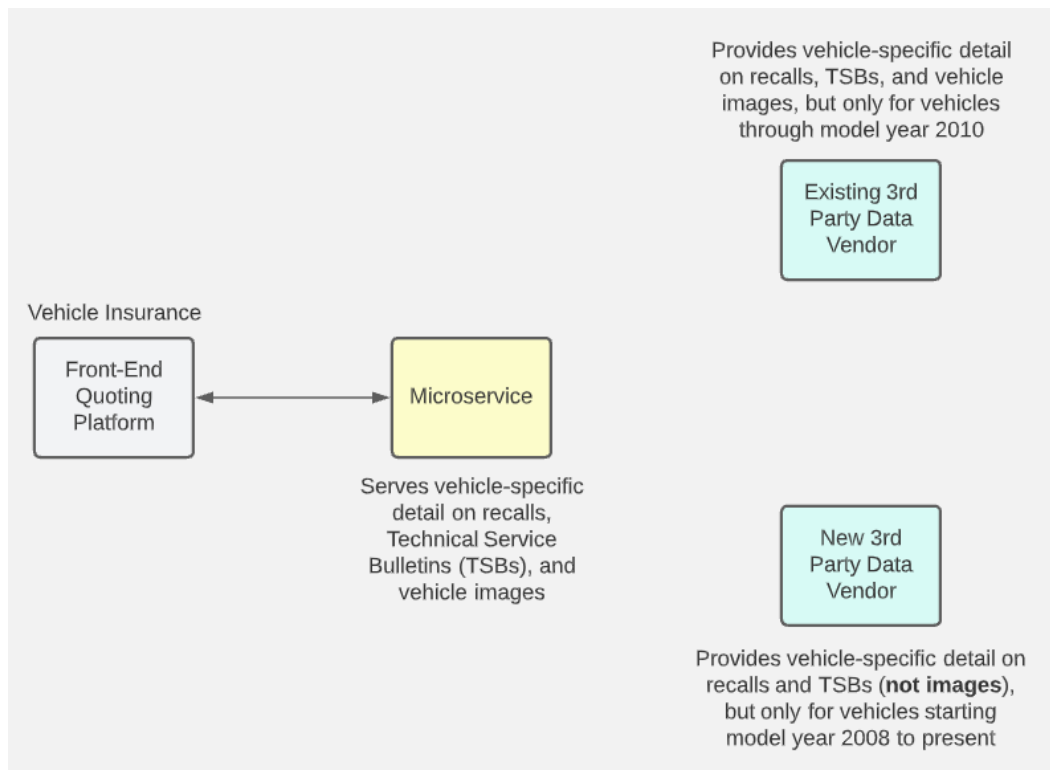 Provides vehicle-specific detail
on recalls, TSBs, and vehicle
images, but only for vehicles
through model year 2010
Existing 3rd
Party Data
Vendor
Vehicle Insurance
Front-End
Quoting
Platform
Microservice
Serves vehicle-specific
detail on recalls,
Technical Service
Bulletins (TSBs), and
vehicle images
New 3rd
Party Data
Vendor
Provides vehicle-specific detail on
recalls and TSBs (not images),
but only for vehicles starting
model year 2008 to present